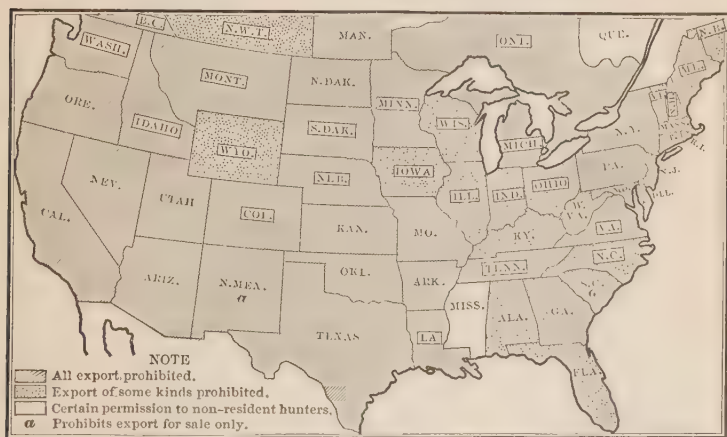 B.C.
N.W.T.
MAN.
ONT.
QUE.
N.B.
WASH.
MONT.
N.DAK.
MINN.
ME.
ORE.
IDAHO
WYO.
S.DAK.
WIS.
MICH.
N.Y.
MASS.
R.I.
NEB.
IOWA
PA.
N.J.
NEV.
UTAH
COL.
ILL.
IND.
OHIO
W.
VA.
DEL.
CAL.
KAN.
MO.
KY.
VA.
ARIZ.
N.MEX.
a
OKL.
ARK.
TENN.
N.C.
MISS.
ALA.
GA.
TEXAS
LA
FLA.
NOTE
All export prohibited.
Export of some kinds prohibited.
Certain permission to non-resident hunters.
a Prohibits export for sale only.